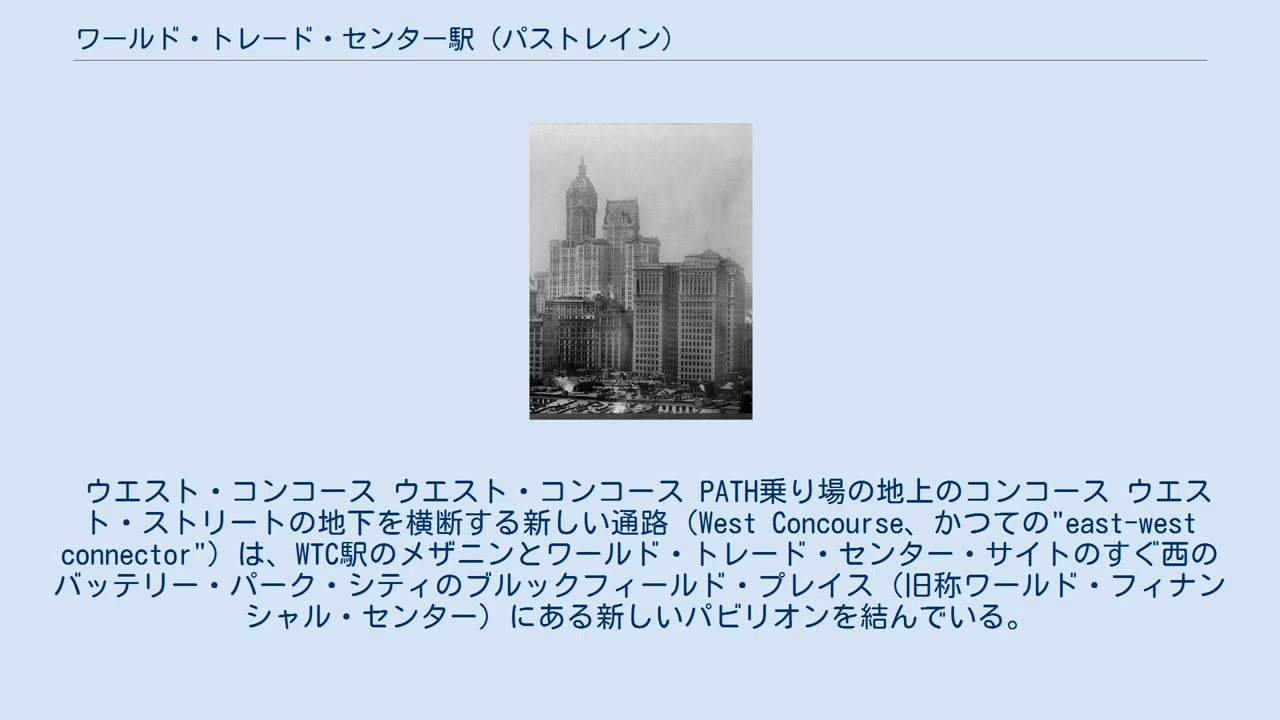 ワールド・トレード・センター駅（パストレイン）
ウエスト・コンコース ウエスト・コンコース PATH乗り場の地上のコンコース ウエス
ト・ストリートの地下を横断する新しい通路（West Concourse、かつての"east-west
connector"）は、WTC駅のメザニンとワールド・トレード・センター・サイトのすぐ西の
バッテリー・パーク・シティのブルックフィールド・プレイス（旧称ワールド・フィナン
シャル・センター）にある新しいパビリオンを結んでいる。